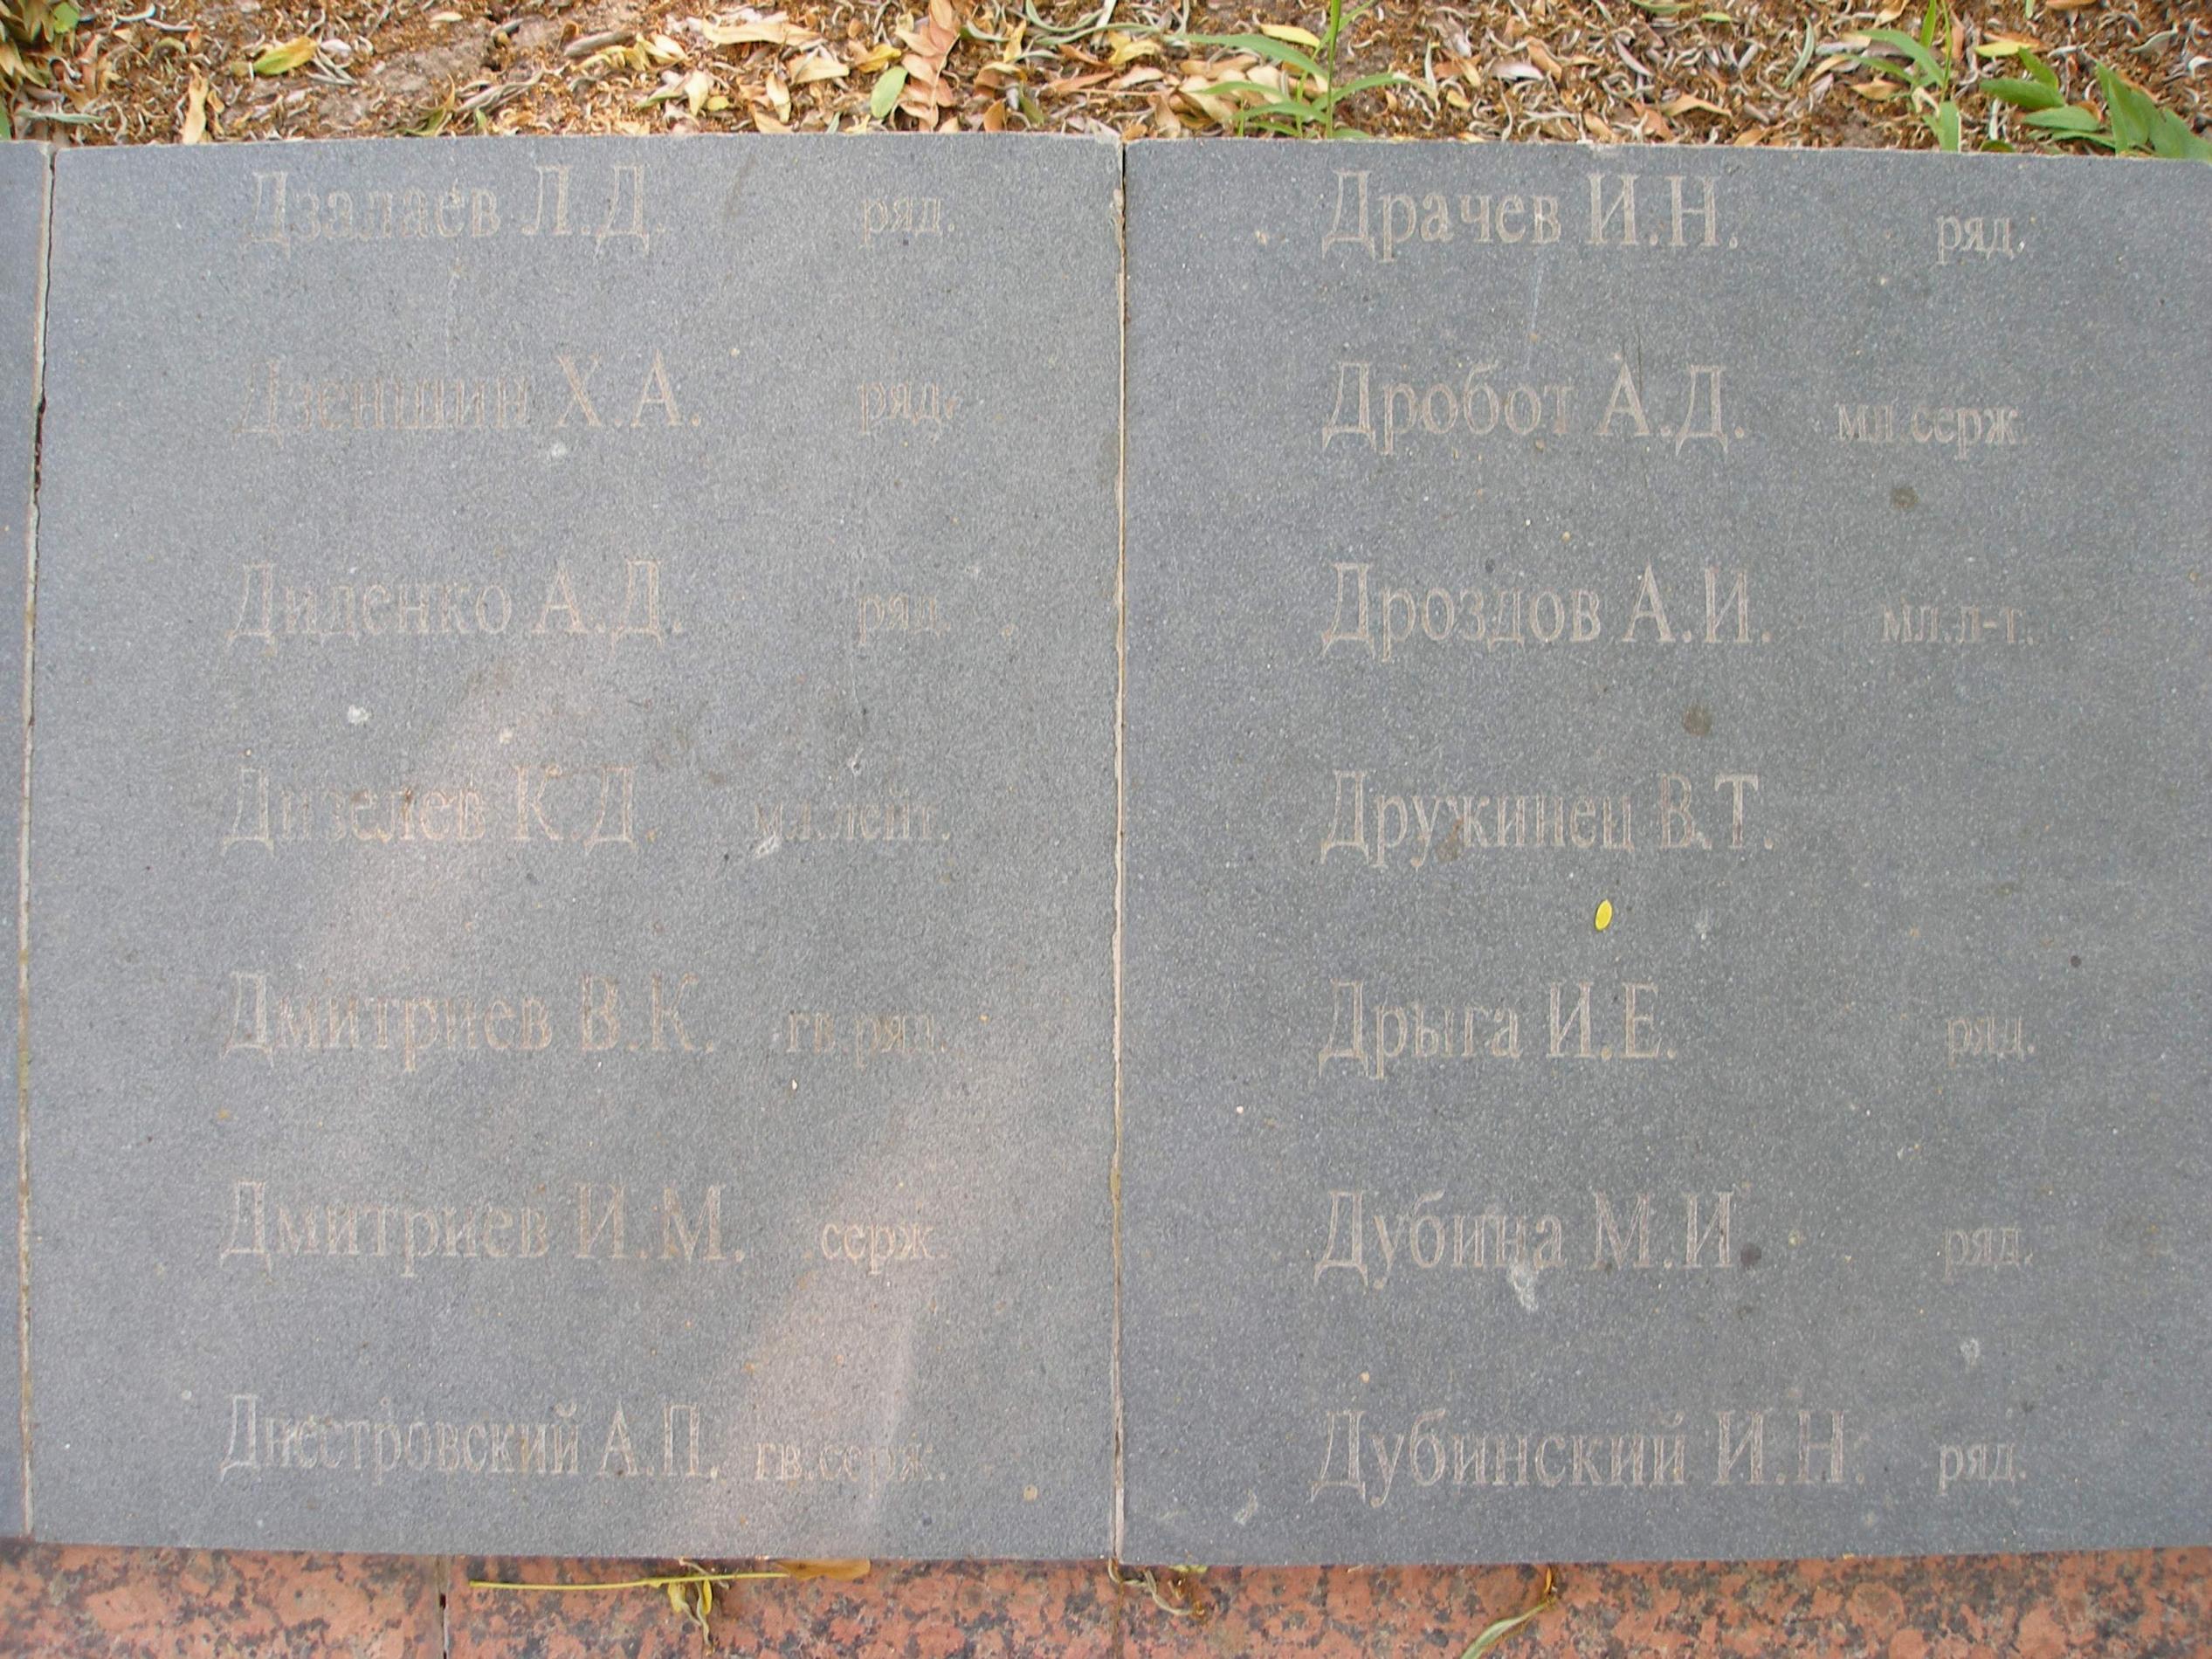 Дзалаев Л.Д. ряд.
Дзеншин Х.А. ряд.
Диденко А.Д. ряд.
Дизелев К.Д. мл.лейт.
Дмитриев В.К. гв.ряд.
Дмитриев И.М. серж.
Днестровский А.П. гв.серж.
Драчев И.Н. ряд.
Дробот А.Д. мл.серж.
Дроздов А.И. мл.л-т.
Дружинец В.Т.
Дрыга И.Е. ряд.
Дубина М.И. ряд.
Дубинский И.Н. ряд.